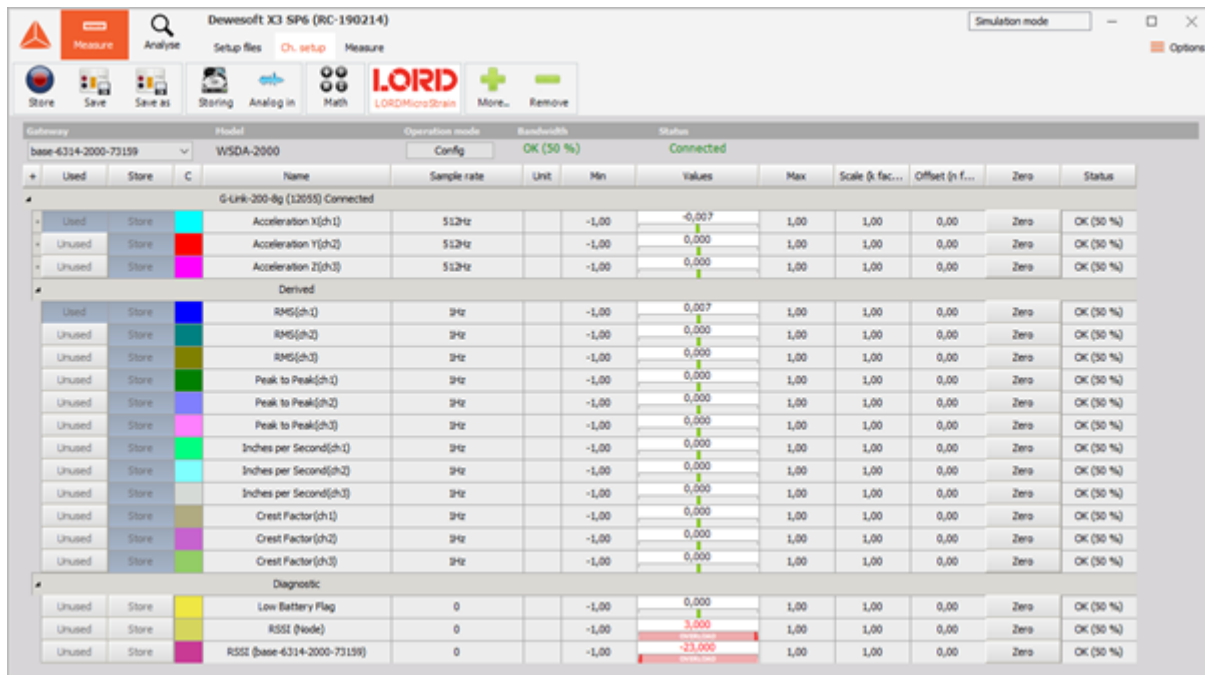 Dewesoft X3 SP6 (RC-190214) Simulation mode
Measure Analyse Setup files Ch. setup Measure Options
LORD
Store Save Save as Storing Analog in Math LORDMicroStrain More... Remove
Gateway Model Operation mode Bandwidth Status
base-6314-2000-73159 WSDA-2000 Config OK (50 %) Connected
+ Used Store C Name Sample rate Unit Min Values Max Scale (k fac... Offset (n f... Zero Status
G-Link-200-8g (12055) Connected
Used Store Acceleration X(ch1) 512Hz -1,00 -0,007 1,00 1,00 0,00 Zero OK (50 %)
Unused Store Acceleration Y(ch2) 512Hz -1,00 0,000 1,00 1,00 0,00 Zero OK (50 %)
Unused Store Acceleration Z(ch3) 512Hz -1,00 0,000 1,00 1,00 0,00 Zero OK (50 %)
Derived
Used Store RMS(ch1) 1Hz -1,00 0,007 1,00 1,00 0,00 Zero OK (50 %)
Unused Store RMS(ch2) 1Hz -1,00 0,000 1,00 1,00 0,00 Zero OK (50 %)
Unused Store RMS(ch3) 1Hz -1,00 0,000 1,00 1,00 0,00 Zero OK (50 %)
Unused Store Peak to Peak(ch1) 1Hz -1,00 0,000 1,00 1,00 0,00 Zero OK (50 %)
Unused Store Peak to Peak(ch2) 1Hz -1,00 0,000 1,00 1,00 0,00 Zero OK (50 %)
Unused Store Peak to Peak(ch3) 1Hz -1,00 0,000 1,00 1,00 0,00 Zero OK (50 %)
Unused Store Inches per Second(ch1) 1Hz -1,00 0,000 1,00 1,00 0,00 Zero OK (50 %)
Unused Store Inches per Second(ch2) 1Hz -1,00 0,000 1,00 1,00 0,00 Zero OK (50 %)
Unused Store Inches per Second(ch3) 1Hz -1,00 0,000 1,00 1,00 0,00 Zero OK (50 %)
Unused Store Crest Factor(ch1) 1Hz -1,00 0,000 1,00 1,00 0,00 Zero OK (50 %)
Unused Store Crest Factor(ch2) 1Hz -1,00 0,000 1,00 1,00 0,00 Zero OK (50 %)
Unused Store Crest Factor(ch3) 1Hz -1,00 0,000 1,00 1,00 0,00 Zero OK (50 %)
Diagnostic
Unused Store Low Battery Flag 0 -1,00 0,000 1,00 1,00 0,00 Zero OK (50 %)
Unused Store RSSI (Node) 0 -1,00 3,000 1,00 1,00 0,00 Zero OK (50 %)
OVERLOAD
Unused Store RSSI (base-6314-2000-73159) 0 -1,00 -23,000 1,00 1,00 0,00 Zero OK (50 %)
OVERLOAD